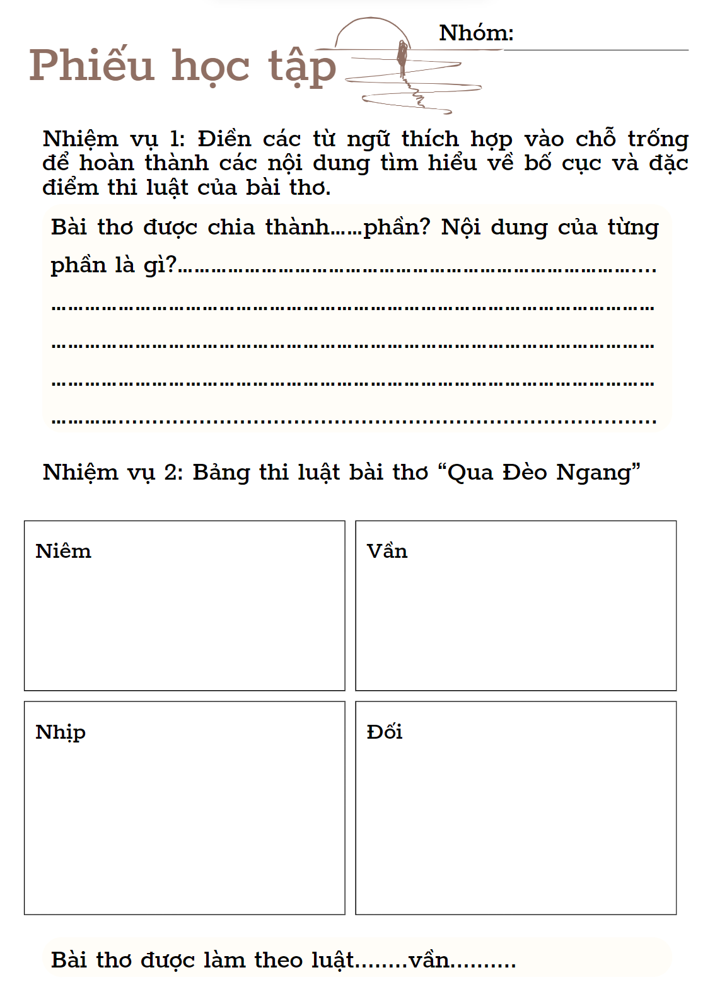 Nhóm:
Phiếu học tập
Nhiệm vụ 1: Điền các từ ngữ thích hợp vào chỗ trống
để hoàn thành các nội dung tìm hiểu về bố cục và đặc
điểm thi luật của bài thơ.
Bài thơ được chia thành......phần? Nội dung của từng
phần là gì?....................................................................................
................................................................................................................
................................................................................................................
................................................................................................................
............................................................................................
Nhiệm vụ 2: Bảng thi luật bài thơ “Qua Đèo Ngang”
Niêm
Vần
Nhịp
Đối
Bài thơ được làm theo luật........vần..........